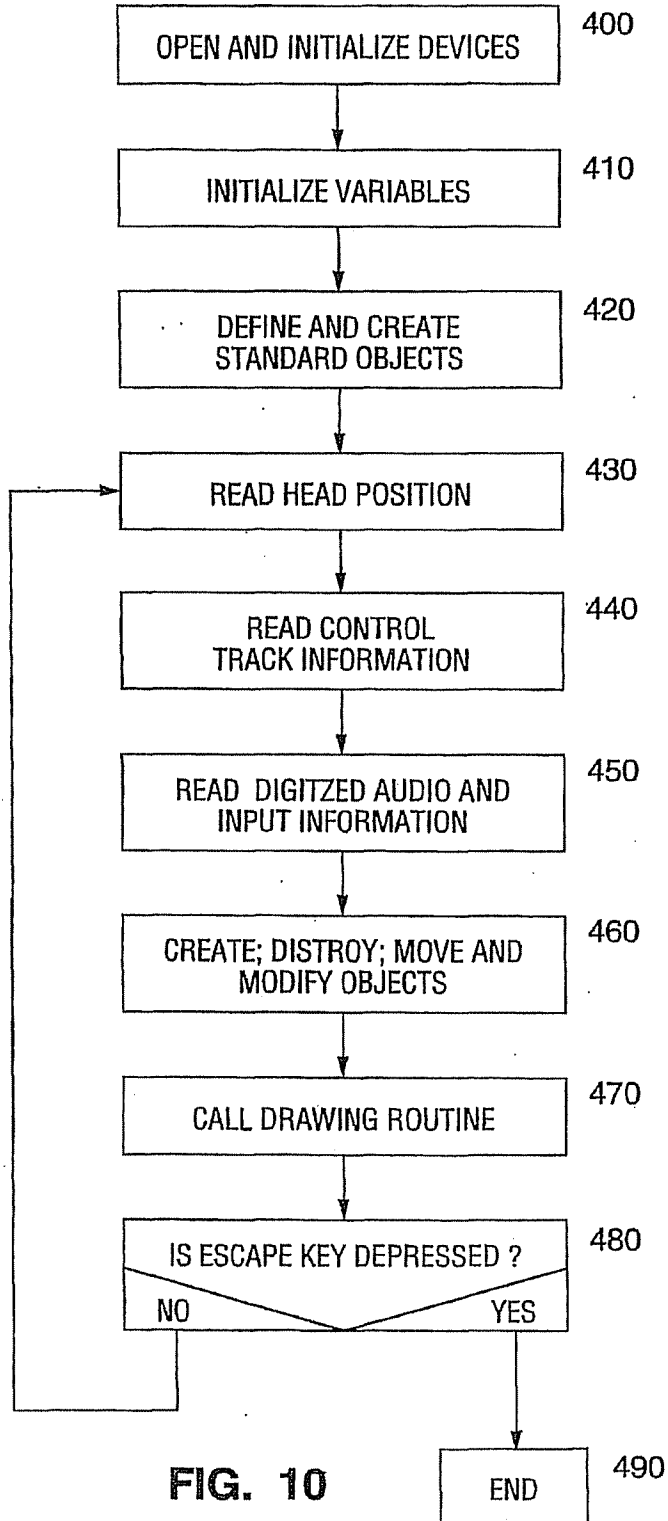 400
OPEN AND INITIALIZE DEVICES
410
INITIALIZE VARIABLES
420
DEFINE AND CREATE
STANDARD OBJECTS
430
READ HEAD POSITION
440
READ CONTROL
TRACK INFORMATION
450
READ DIGITZED AUDIO AND
INPUT INFORMATION
460
CREATE; DISTROY; MOVE AND
MODIFY OBJECTS
470
CALL DRAWING ROUTINE
480
IS ESCAPE KEY DEPRESSED ?
NO YES
FIG. 10
END
490